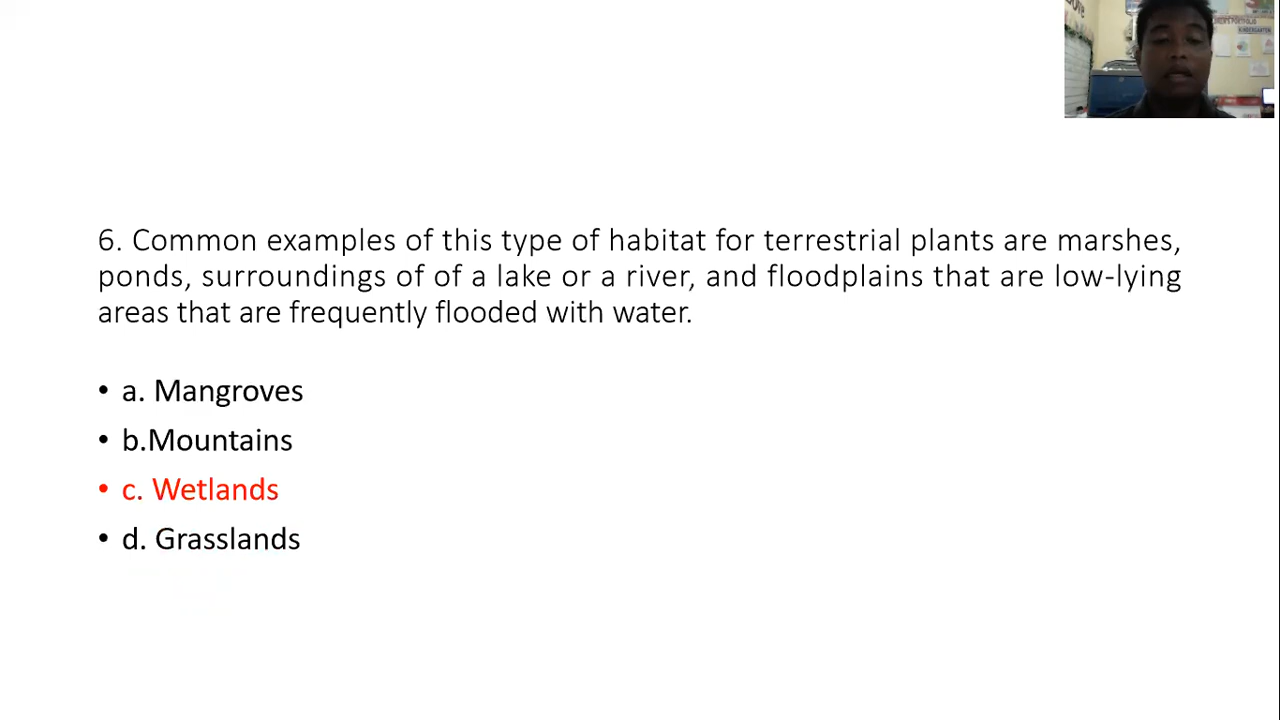 6. Common examples of this type of habitat for terrestrial plants are marshes,
ponds, surroundings of of a lake or a river, and floodplains that are low-lying
areas that are frequently flooded with water.
• a. Mangroves
• b.Mountains
• c. Wetlands
• d. Grasslands
KINDERGARTEN